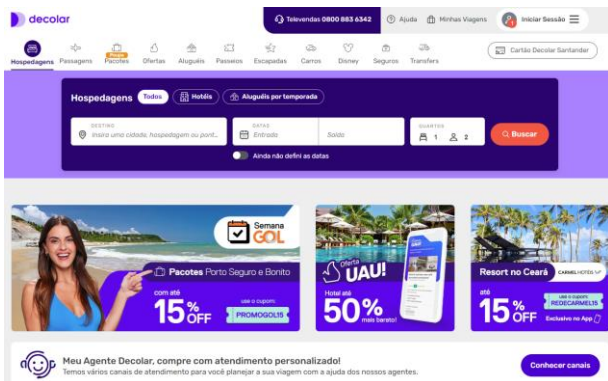 decolar
Televendas 0800 883 6342
Ajuda
Minhas Viagens
Iniciar Sessão
Hospedagens
Passagens
Poupe
Pacotes
Ofertas
Aluguéis
Passeios
Escapadas
Carros
Disney
Seguros
Transfers
Cartão Decolar Santander
Hospedagens
Todos
Hotéis
Aluguéis por temporada
DESTINO
Insira uma cidade, hospedagem ou pont...
DATAS
Entrada
Saída
QUARTOS
1
2
Buscar
Ainda não defini as datas
Semana
GOL
Pacotes Porto Seguro e Bonito
com até
15% OFF
use o cupom:
PROMOGOL15
Oferta
UAU!
Hotel até
50%
mais barato!
Resort no Ceará
CARMEL HOTÉIS
até
15% OFF
use o cupom:
REDECARMEL15
Exclusivo no App
Meu Agente Decolar, compre com atendimento personalizado!
Temos vários canais de atendimento para você planejar a sua viagem com a ajuda dos nossos agentes.
Conhecer canais